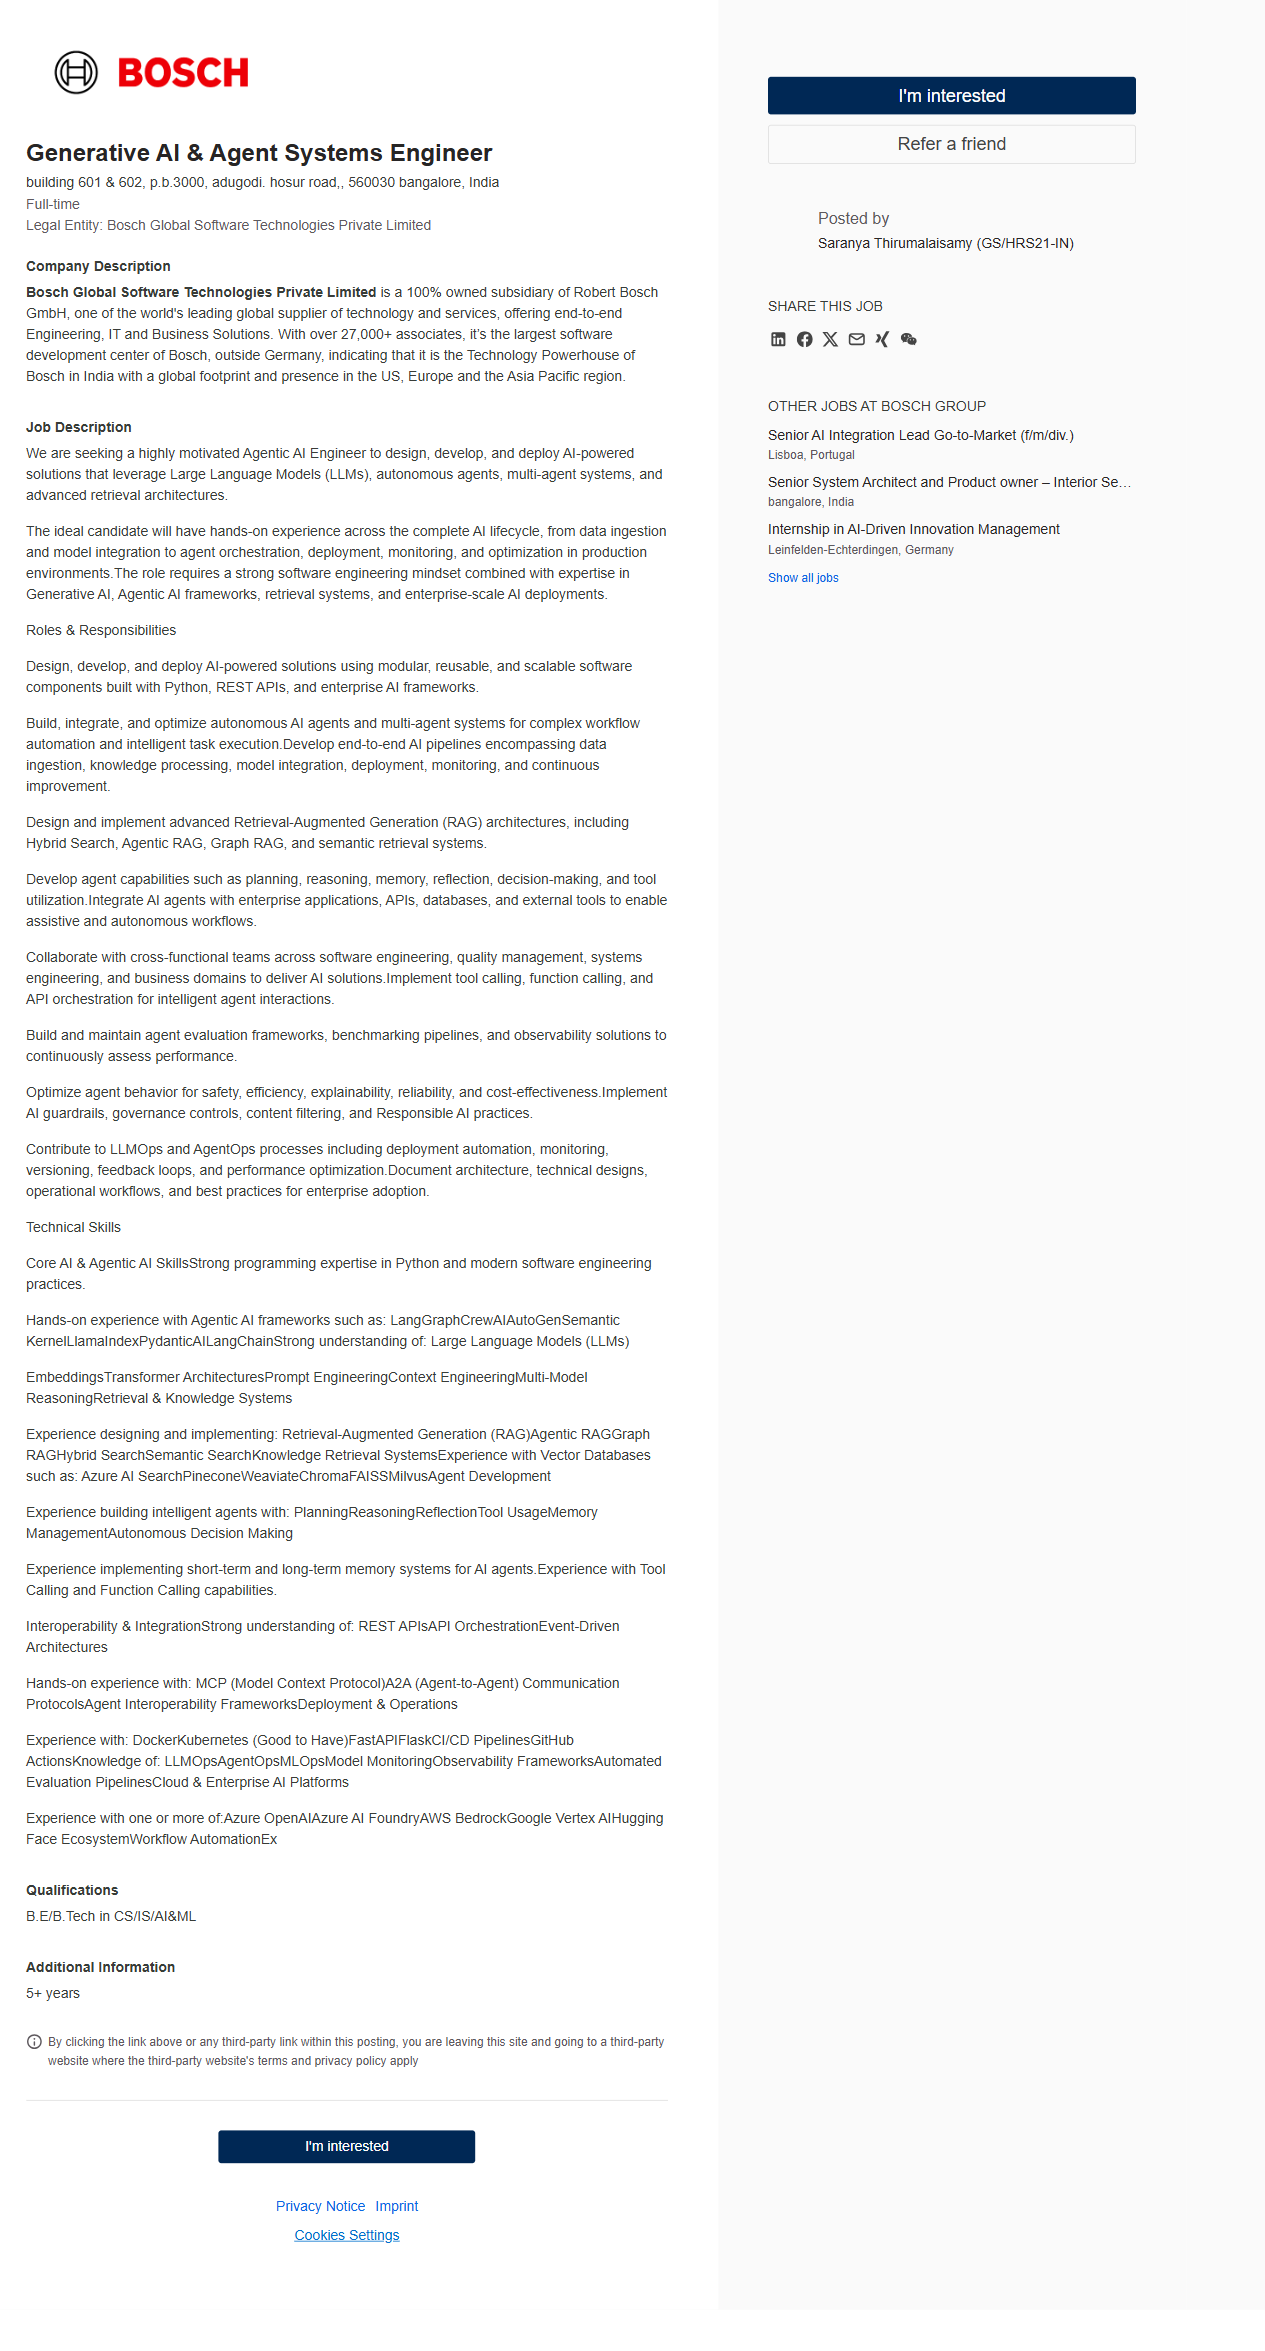 BOSCH
Generative AI & Agent Systems Engineer
building 601 & 602, p.b.3000, adugodi. hosur road,, 560030 bangalore, India
Full-time
Legal Entity: Bosch Global Software Technologies Private Limited
Company Description
Bosch Global Software Technologies Private Limited is a 100% owned subsidiary of Robert Bosch
GmbH, one of the world's leading global supplier of technology and services, offering end-to-end
Engineering, IT and Business Solutions. With over 27,000+ associates, it's the largest software
development center of Bosch, outside Germany, indicating that it is the Technology Powerhouse of
Bosch in India with a global footprint and presence in the US, Europe and the Asia Pacific region.
Job Description
We are seeking a highly motivated Agentic AI Engineer to design, develop, and deploy AI-powered
solutions that leverage Large Language Models (LLMs), autonomous agents, multi-agent systems, and
advanced retrieval architectures.
The ideal candidate will have hands-on experience across the complete AI lifecycle, from data ingestion
and model integration to agent orchestration, deployment, monitoring, and optimization in production
environments.The role requires a strong software engineering mindset combined with expertise in
Generative AI, Agentic AI frameworks, retrieval systems, and enterprise-scale AI deployments.
Roles & Responsibilities
Design, develop, and deploy AI-powered solutions using modular, reusable, and scalable software
components built with Python, REST APIs, and enterprise AI frameworks.
Build, integrate, and optimize autonomous AI agents and multi-agent systems for complex workflow
automation and intelligent task execution.Develop end-to-end AI pipelines encompassing data
ingestion, knowledge processing, model integration, deployment, monitoring, and continuous
improvement.
Design and implement advanced Retrieval-Augmented Generation (RAG) architectures, including
Hybrid Search, Agentic RAG, Graph RAG, and semantic retrieval systems.
Develop agent capabilities such as planning, reasoning, memory, reflection, decision-making, and tool
utilization.Integrate AI agents with enterprise applications, APIs, databases, and external tools to enable
assistive and autonomous workflows.
Collaborate with cross-functional teams across software engineering, quality management, systems
engineering, and business domains to deliver AI solutions.Implement tool calling, function calling, and
API orchestration for intelligent agent interactions.
Build and maintain agent evaluation frameworks, benchmarking pipelines, and observability solutions to
continuously assess performance.
Optimize agent behavior for safety, efficiency, explainability, reliability, and cost-effectiveness.Implement
AI guardrails, governance controls, content filtering, and Responsible AI practices.
Contribute to LLMOps and AgentOps processes including deployment automation, monitoring,
versioning, feedback loops, and performance optimization.Document architecture, technical designs,
operational workflows, and best practices for enterprise adoption.
Technical Skills
Core AI & Agentic AI SkillsStrong programming expertise in Python and modern software engineering
practices.
Hands-on experience with Agentic AI frameworks such as: LangGraphCrewAIAutoGenSemantic
KernelLlamaIndexPydanticAILangChainStrong understanding of: Large Language Models (LLMs)
EmbeddingsTransformer ArchitecturesPrompt EngineeringContext EngineeringMulti-Model
ReasoningRetrieval & Knowledge Systems
Experience designing and implementing: Retrieval-Augmented Generation (RAG)Agentic RAGGraph
RAGHybrid SearchSemantic SearchKnowledge Retrieval SystemsExperience with Vector Databases
such as: Azure AI SearchPineconeWeaviateChromaFAISSMilvusAgent Development
Experience building intelligent agents with: PlanningReasoningReflectionTool UsageMemory
ManagementAutonomous Decision Making
Experience implementing short-term and long-term memory systems for AI agents.Experience with Tool
Calling and Function Calling capabilities.
Interoperability & IntegrationStrong understanding of: REST APIsAPI OrchestrationEvent-Driven
Architectures
Hands-on experience with: MCP (Model Context Protocol)A2A (Agent-to-Agent) Communication
ProtocolsAgent Interoperability FrameworksDeployment & Operations
Experience with: DockerKubernetes (Good to Have)FastAPIFlaskCI/CD PipelinesGitHub
ActionsKnowledge of: LLMOpsAgentOpsMLOpsModel MonitoringObservability FrameworksAutomated
Evaluation PipelinesCloud & Enterprise AI Platforms
Experience with one or more of:Azure OpenAIAzure AI FoundryAWS BedrockGoogle Vertex AIHugging
Face EcosystemWorkflow AutomationEx
Qualifications
B.E/B.Tech in CS/IS/AI&ML
Additional Information
5+ years
By clicking the link above or any third-party link within this posting, you are leaving this site and going to a third-party
website where the third-party website's terms and privacy policy apply
I'm interested
Privacy Notice Imprint
Cookies Settings
I'm interested
Refer a friend
Posted by
Saranya Thirumalaisamy (GS/HRS21-IN)
SHARE THIS JOB
OTHER JOBS AT BOSCH GROUP
Senior AI Integration Lead Go-to-Market (f/m/div.)
Lisboa, Portugal
Senior System Architect and Product owner – Interior Se…
bangalore, India
Internship in AI-Driven Innovation Management
Leinfelden-Echterdingen, Germany
Show all jobs